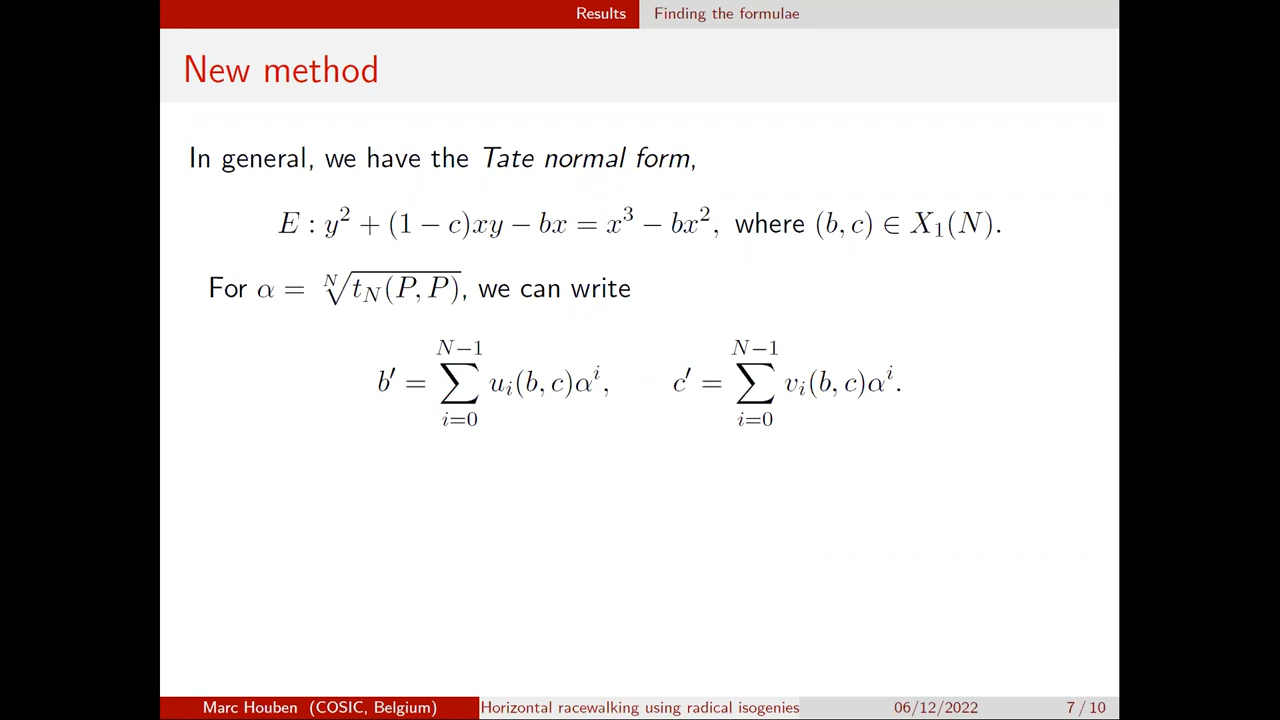 Results Finding the formulae
New method
In general, we have the Tate normal form,
E : y² + (1 − c)xy − bx = x³ − bx², where (b, c) ∈ X₁(N).
For α = ᴺ√t_N(P, P), we can write
b′ = ∑_{i=0}^{N−1} u_i(b, c)α^i, c′ = ∑_{i=0}^{N−1} v_i(b, c)α^i.
Marc Houben (COSIC, Belgium) Horizontal racewalking using radical isogenies 06/12/2022 7 / 10